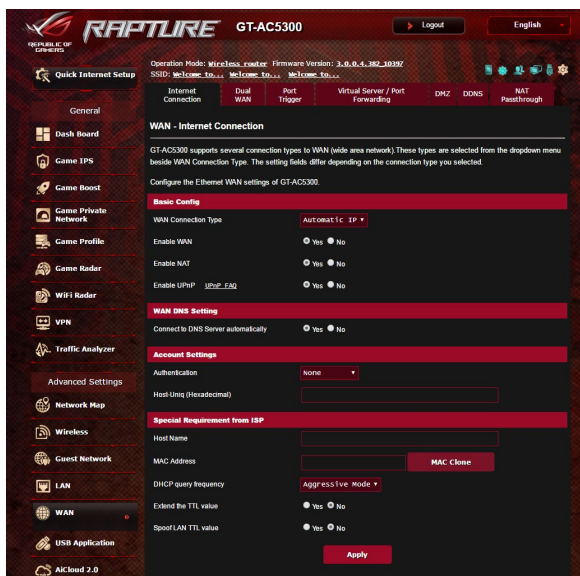 REPUBLIC OF
GAMERS
RAPTURE GT-AC5300 Logout English
Quick Internet Setup
General
Dash Board
Game IPS
Game Boost
Game Private
Network
Game Profile
Game Radar
WiFi Radar
VPN
Traffic Analyzer
Advanced Settings
Network Map
Wireless
Guest Network
LAN
WAN
USB Application
AiCloud 2.0
Operation Mode: Wireless router Firmware Version: 3.0.0.4.382_10397
SSID: Welcome to... Welcome to... Welcome to...
Internet
Connection
Dual
WAN
Port
Trigger
Virtual Server / Port
Forwarding
DMZ
DDNS
NAT
Passthrough
WAN - Internet Connection
GT-AC5300 supports several connection types to WAN (wide area network).These types are selected from the dropdown menu
beside WAN Connection Type. The setting fields differ depending on the connection type you selected.
Configure the Ethernet WAN settings of GT-AC5300.
Basic Config
WAN Connection Type Automatic IP
Enable WAN Yes No
Enable NAT Yes No
Enable UPnP UPnP FAQ Yes No
WAN DNS Setting
Connect to DNS Server automatically Yes No
Account Settings
Authentication None
Host-Uniq (Hexadecimal)
Special Requirement from ISP
Host Name
MAC Address MAC Clone
DHCP query frequency Aggressive Mode
Extend the TTL value Yes No
Spoof LAN TTL value Yes No
Apply